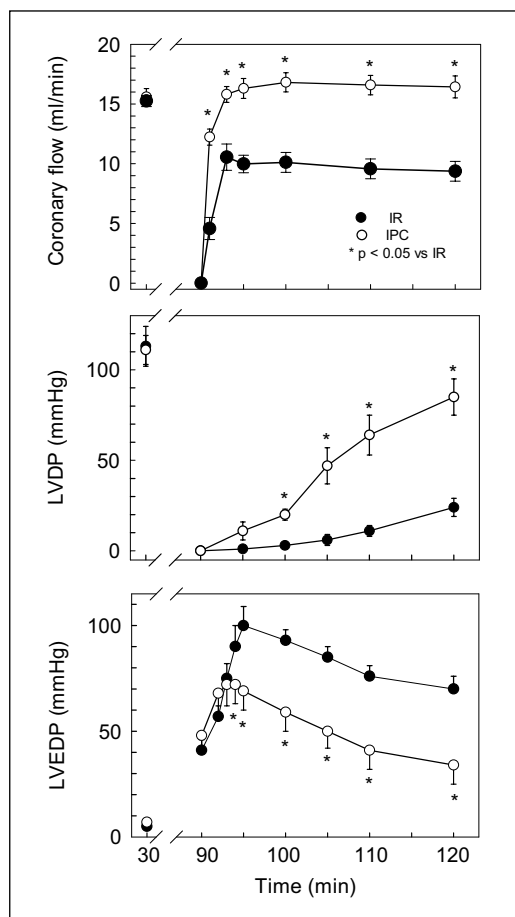 20
15
10
5
0
Coronary flow (ml/min)
* * * * * *
IR
IPC
* p < 0.05 vs IR
100
50
0
LVDP (mmHg)
* * * *
100
50
0
LVEDP (mmHg)
* * * * * *
30 90 100 110 120
Time (min)